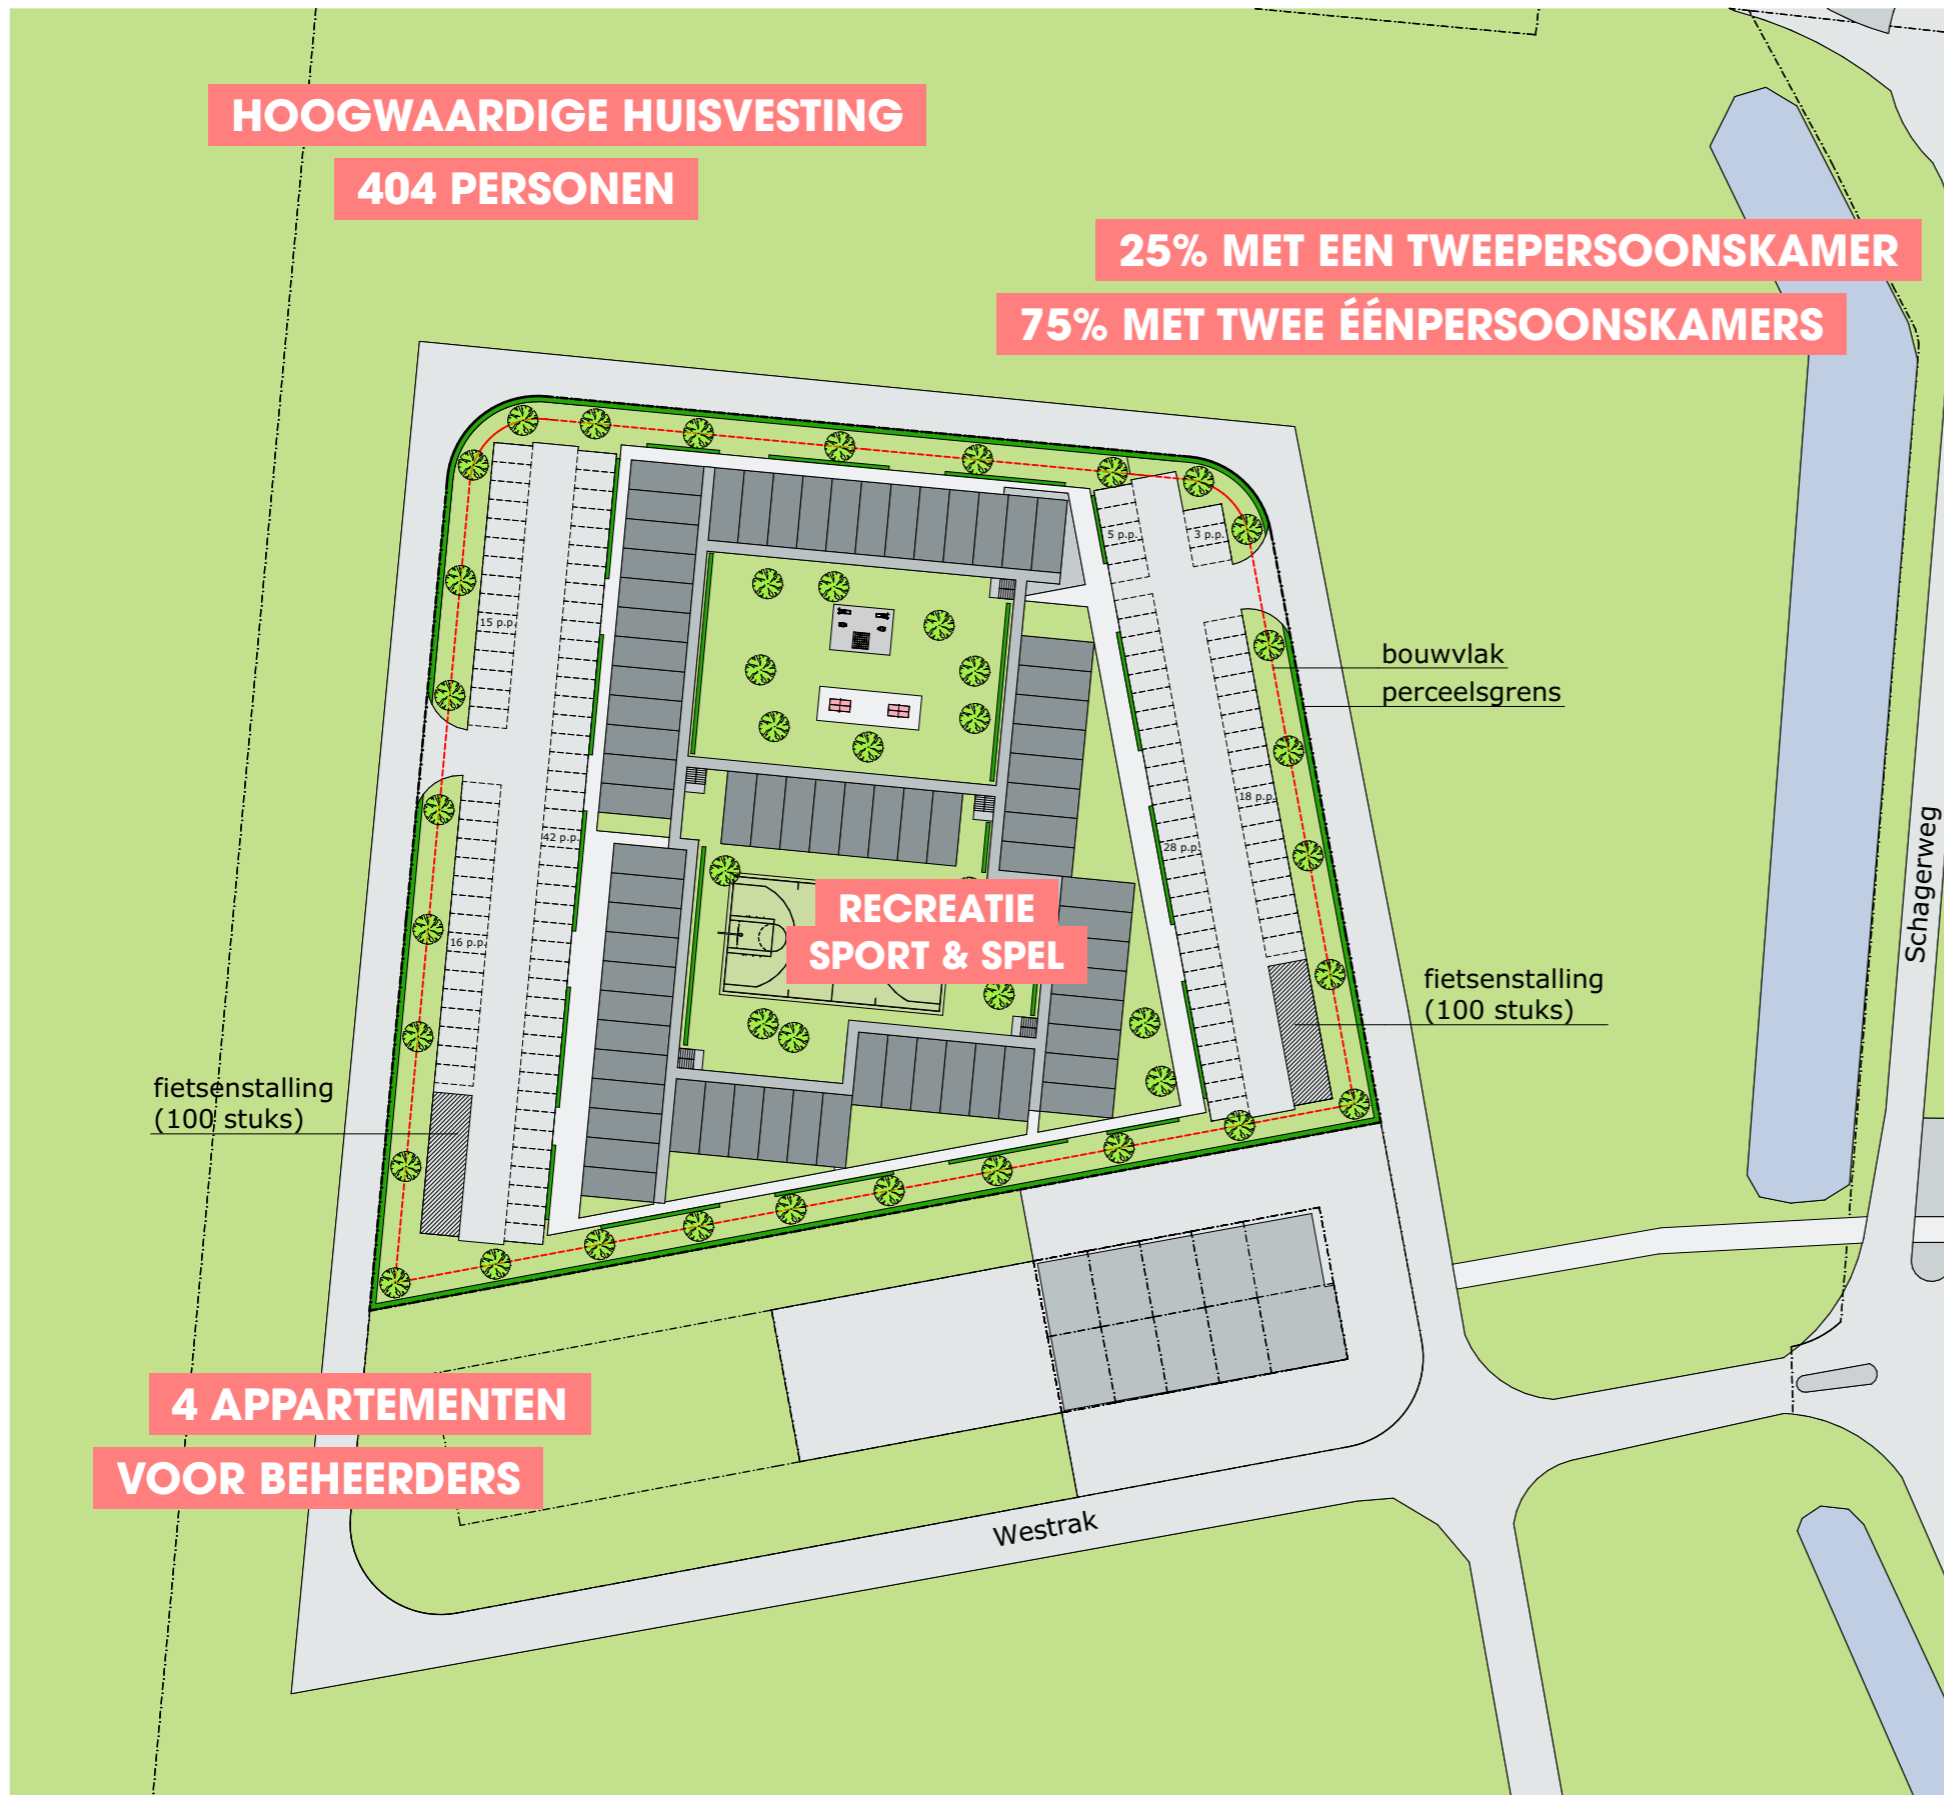 HOOGWAARDIGE HUISVESTING
404 PERSONEN
25% MET EEN TWEEPERSOONSKAMER
75% MET TWEE ÉÉNPERSOONSKAMERS
5 p.p.
3 p.p.
15 p.p.
bouwvlak
perceelsgrens
18 p.p.
42 p.p.
28 p.p.
16 p.p.
RECREATIE
SPORT & SPEL
Schagerweg
fietsenstalling
(100 stuks)
fietsenstalling
(100 stuks)
4 APPARTEMENTEN
VOOR BEHEERDERS
Westrak